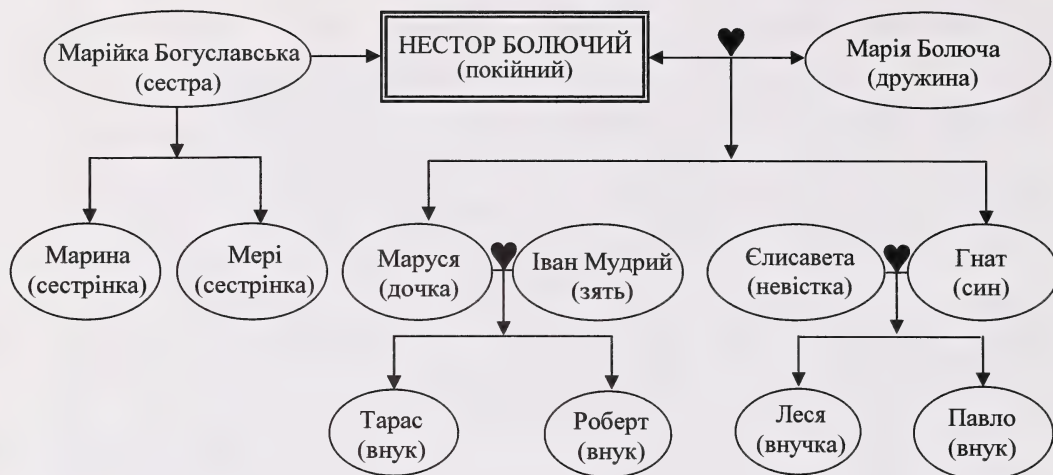 Марійка Богуславська
(сестра)
НЕСТОР БОЛЮЧИЙ
(покійний)
Марія Болюча
(дружина)
Марина
(сестрінка)
Мері
(сестрінка)
Маруся
(дочка)
Іван Мудрий
(зять)
Єлисавета
(невістка)
Гнат
(син)
Тарас
(внук)
Роберт
(внук)
Леся
(внучка)
Павло
(внук)